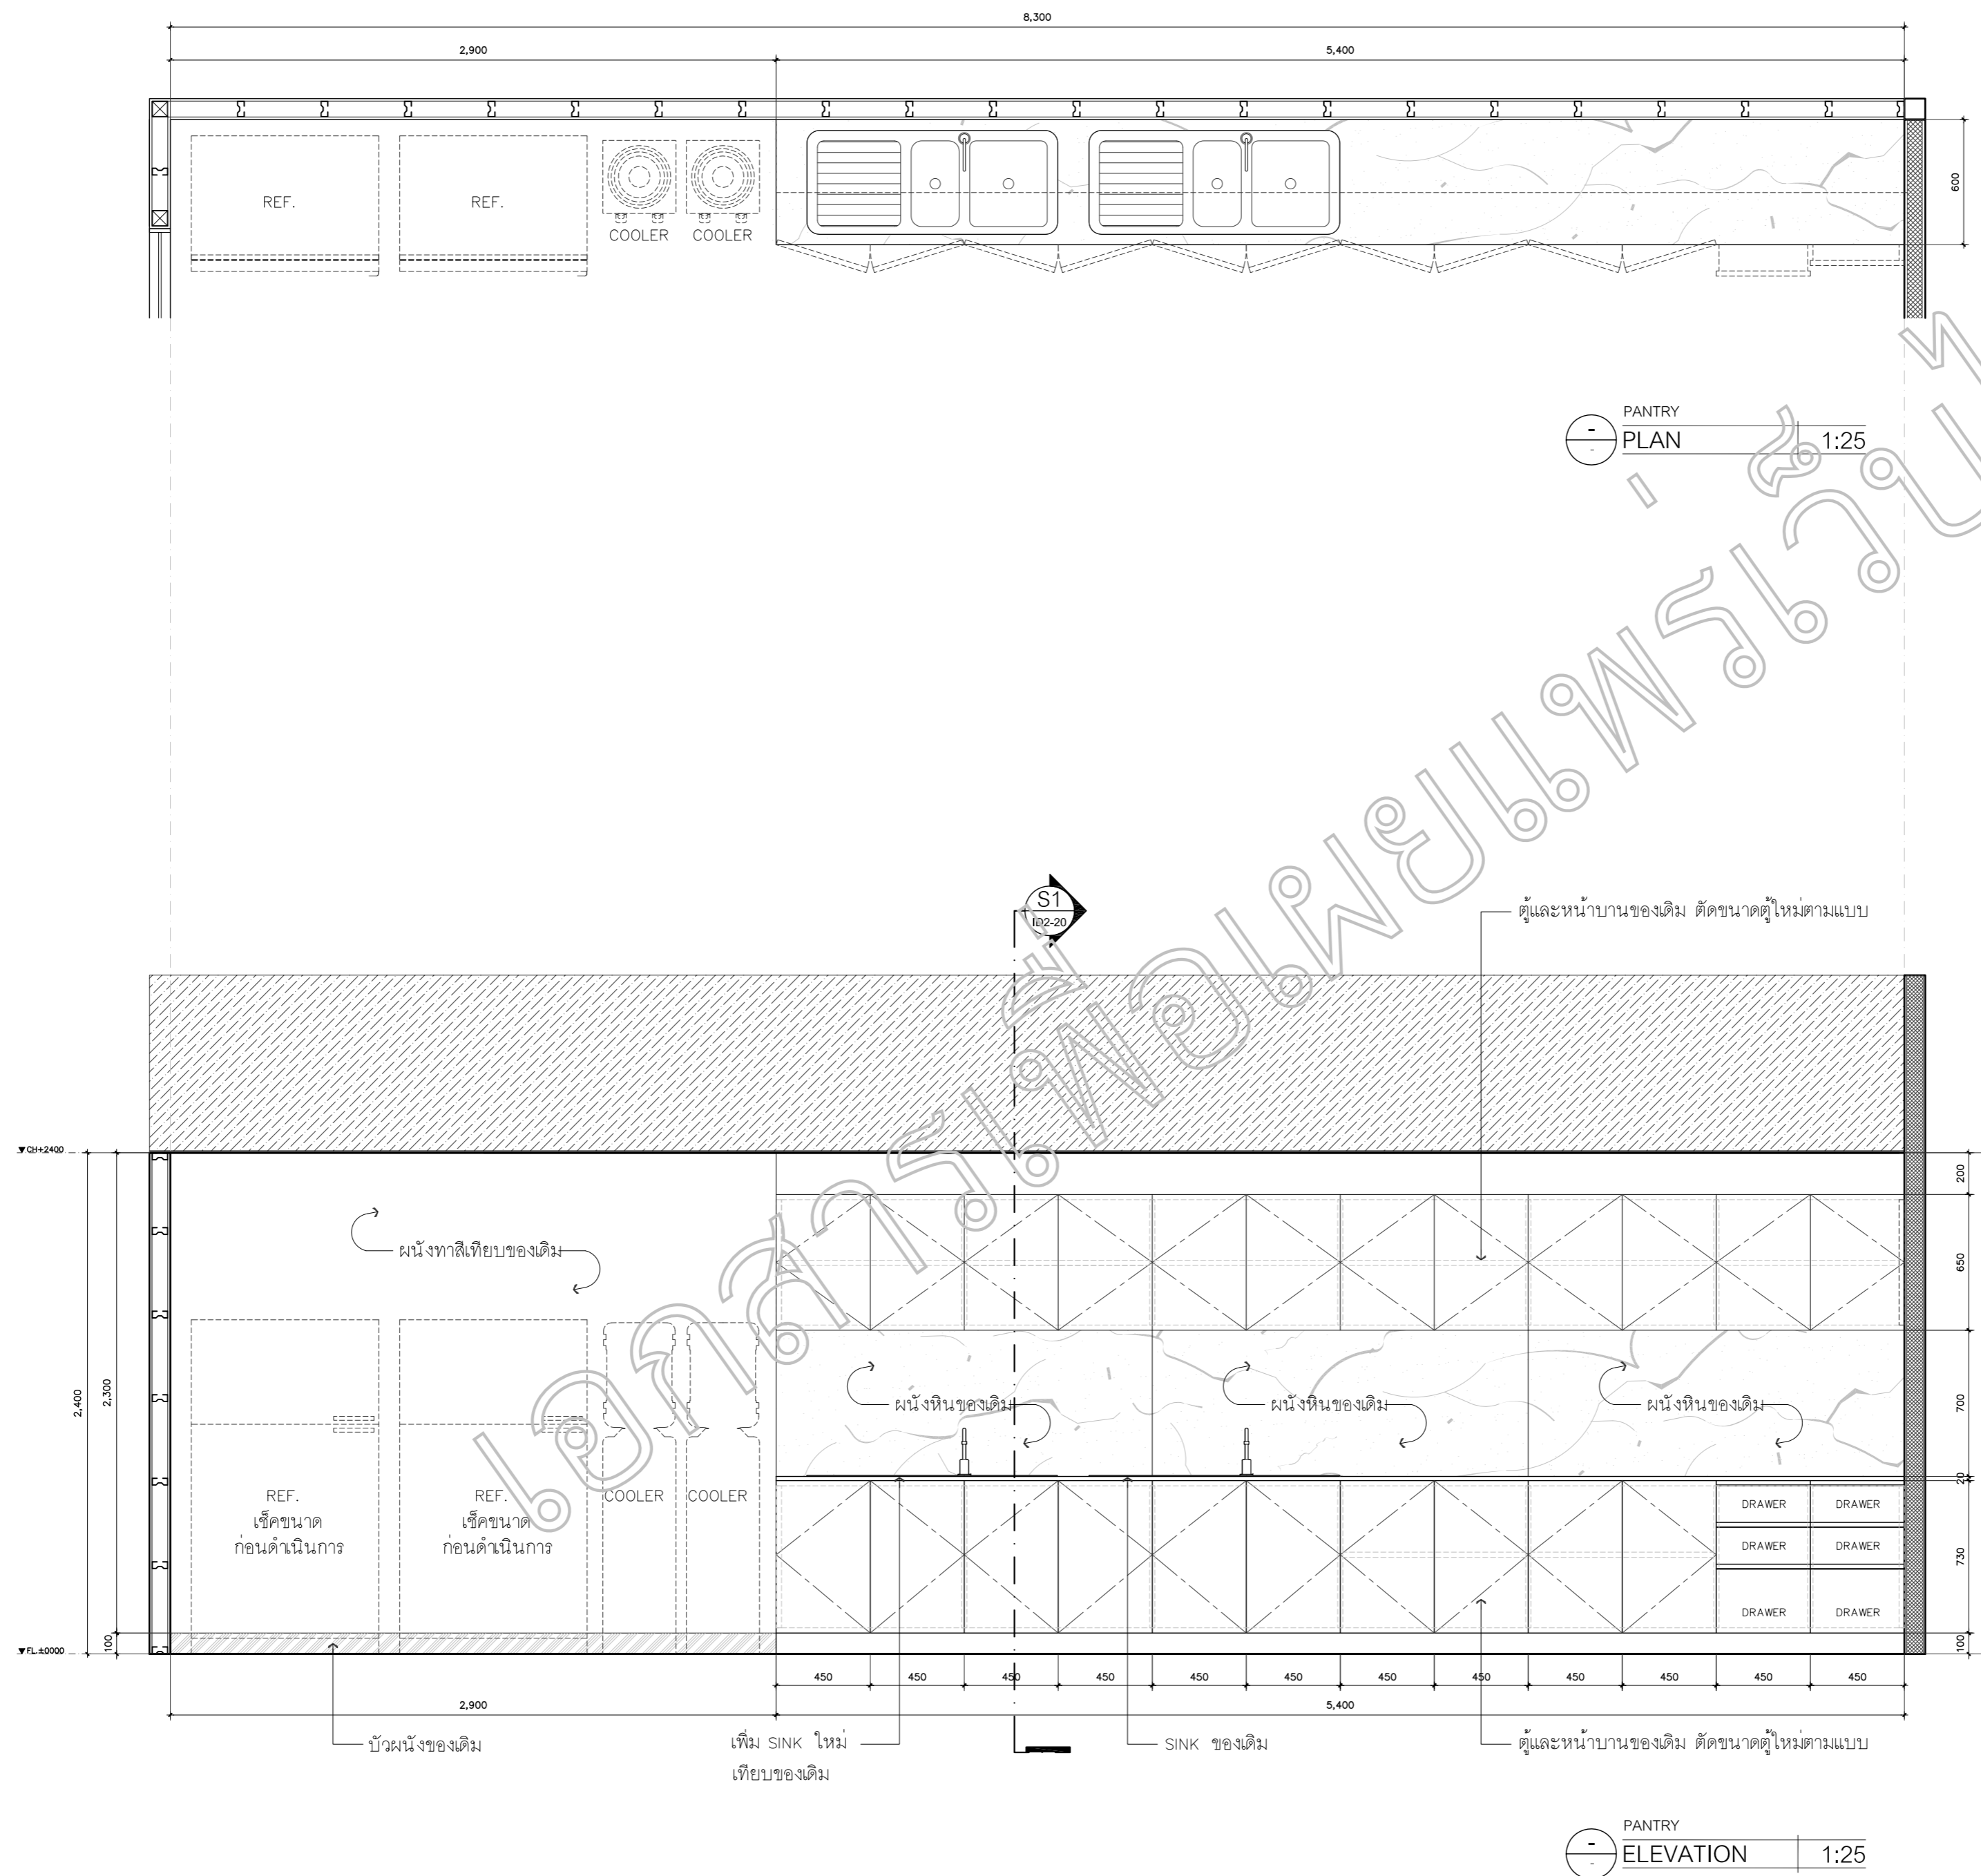 8,300
2,900
5,400
REF.
REF.
COOLER
COOLER
600
PANTRY
PLAN
1:25
S1
ID2-20
ตู้และหน้าบานของเดิม ตัดขนาดตู้ใหม่ตามแบบ
▼CH+2400
200
ผนังทาสีเทียบของเดิม
650
2,400
2,300
ผนังหินของเดิม
ผนังหินของเดิม
ผนังหินของเดิม
700
20
REF.
เช็คขนาด
ก่อนดำเนินการ
REF.
เช็คขนาด
ก่อนดำเนินการ
COOLER
COOLER
DRAWER
DRAWER
DRAWER
DRAWER
DRAWER
DRAWER
730
100
100
▼FL.±0000
450
450
450
450
450
450
450
450
450
450
450
450
2,900
5,400
บัวผนังของเดิม
เพิ่ม SINK ใหม่
เทียบของเดิม
SINK ของเดิม
ตู้และหน้าบานของเดิม ตัดขนาดตู้ใหม่ตามแบบ
PANTRY
ELEVATION
1:25